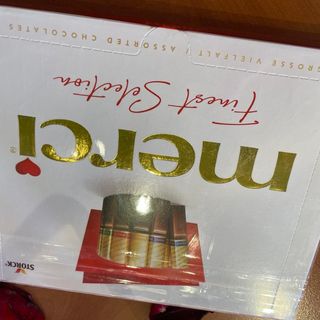 GROSSE VIELFALT | ASSORTED CHOCOLATES
Finest Selection
merci
STORCK